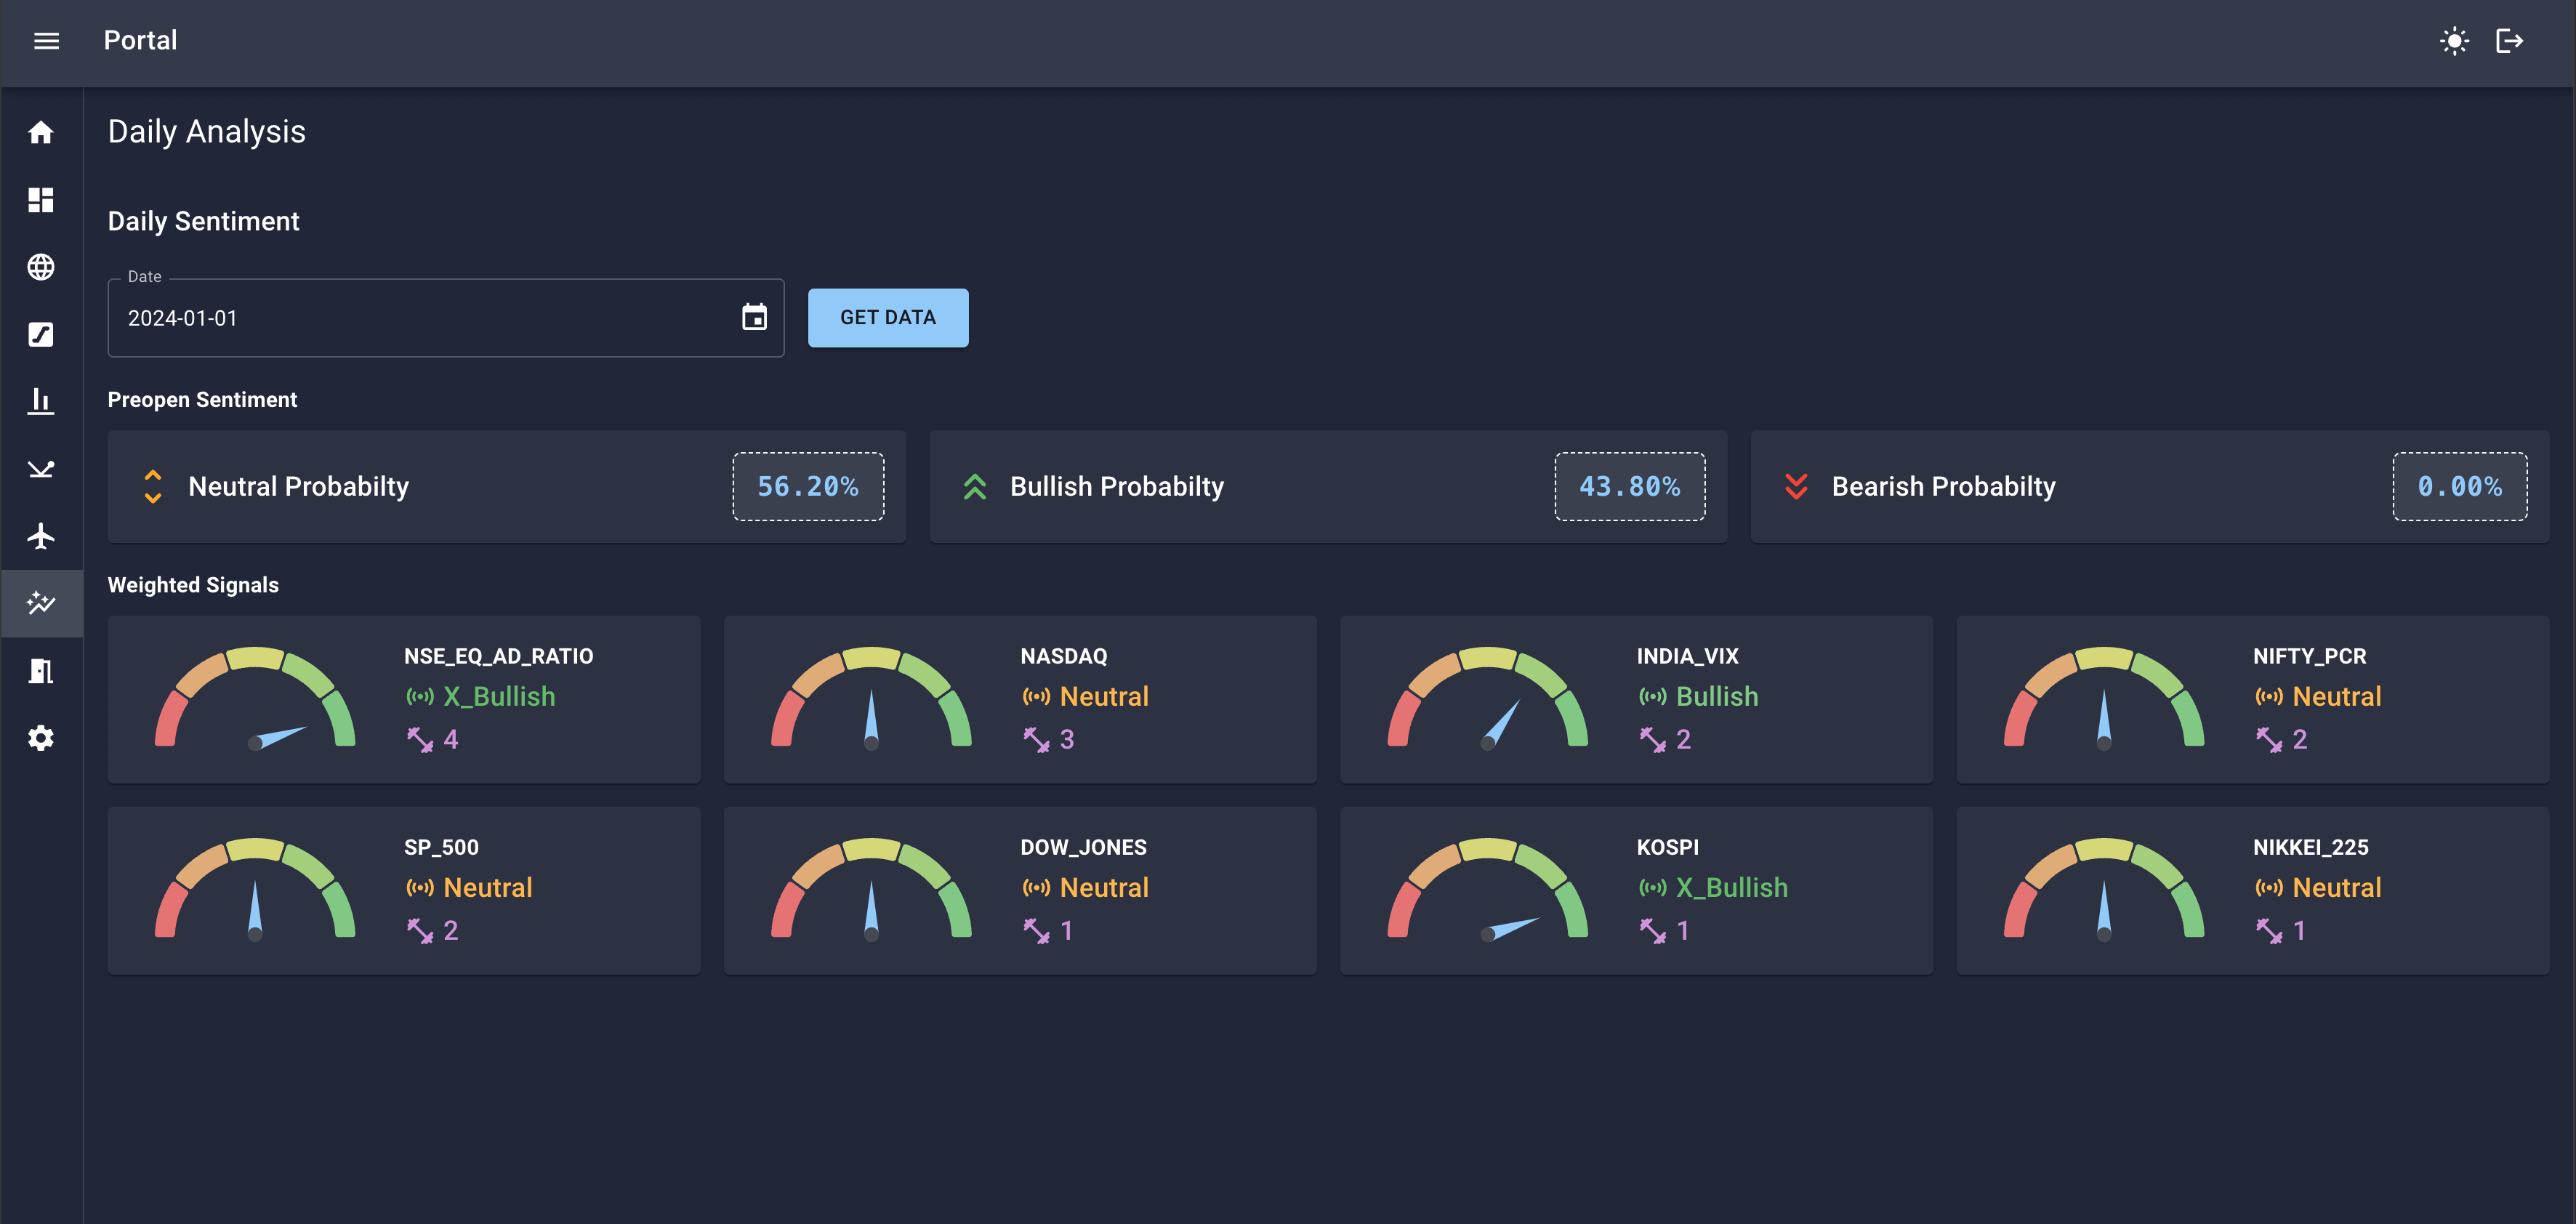 Portal
Daily Analysis
Daily Sentiment
Date
2024-01-01
GET DATA
Preopen Sentiment
Neutral Probabilty
56.20%
Bullish Probabilty
43.80%
Bearish Probabilty
0.00%
Weighted Signals
NSE_EQ_AD_RATIO
X_Bullish
4
NASDAQ
Neutral
3
INDIA_VIX
Bullish
2
NIFTY_PCR
Neutral
2
SP_500
Neutral
2
DOW_JONES
Neutral
1
KOSPI
X_Bullish
1
NIKKEI_225
Neutral
1